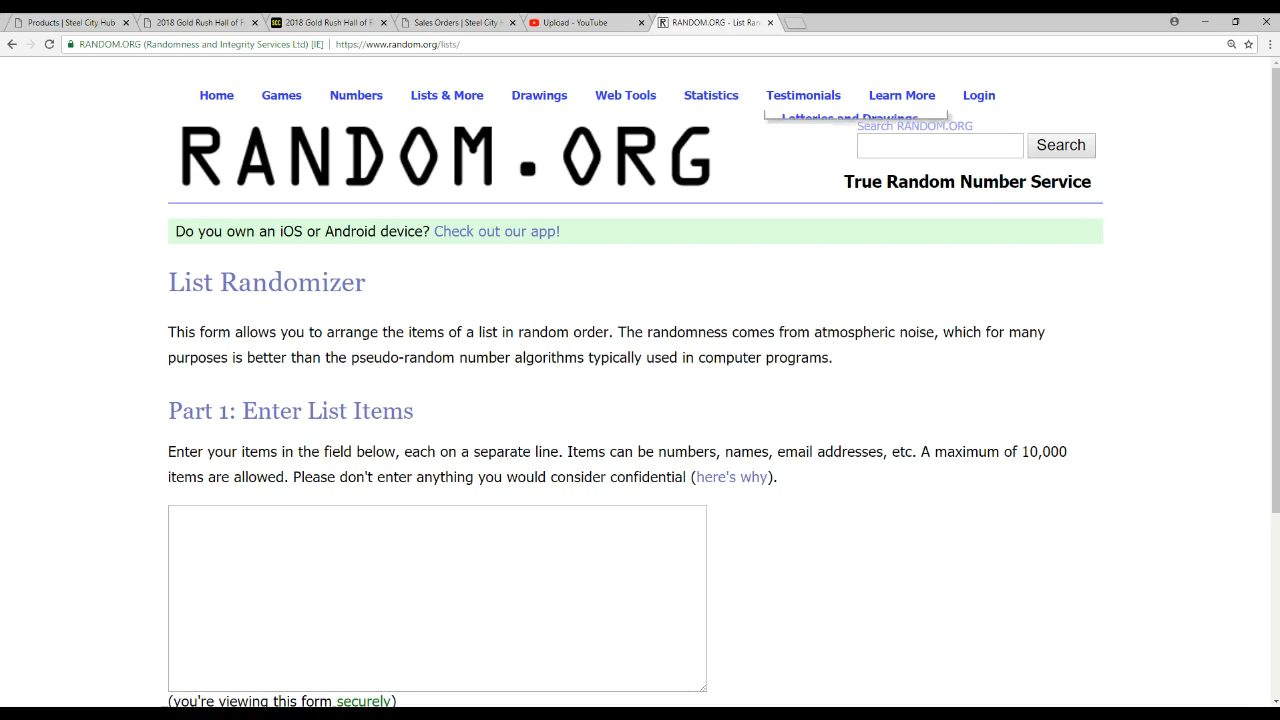 Products | Steel City Hub
2018 Gold Rush Hall of F
2018 Gold Rush Hall of F
Sales Orders | Steel City H
Upload - YouTube
RANDOM.ORG - List Ran
RANDOM.ORG (Randomness and Integrity Services Ltd) [IE] https://www.random.org/lists/
Home Games Numbers Lists & More Drawings Web Tools Statistics Testimonials Learn More Login
Lotteries and Drawings
Search RANDOM.ORG
RANDOM.ORG
Search
True Random Number Service
Do you own an iOS or Android device? Check out our app!
List Randomizer
This form allows you to arrange the items of a list in random order. The randomness comes from atmospheric noise, which for many
purposes is better than the pseudo-random number algorithms typically used in computer programs.
Part 1: Enter List Items
Enter your items in the field below, each on a separate line. Items can be numbers, names, email addresses, etc. A maximum of 10,000
items are allowed. Please don't enter anything you would consider confidential (here's why).
(you're viewing this form securely)